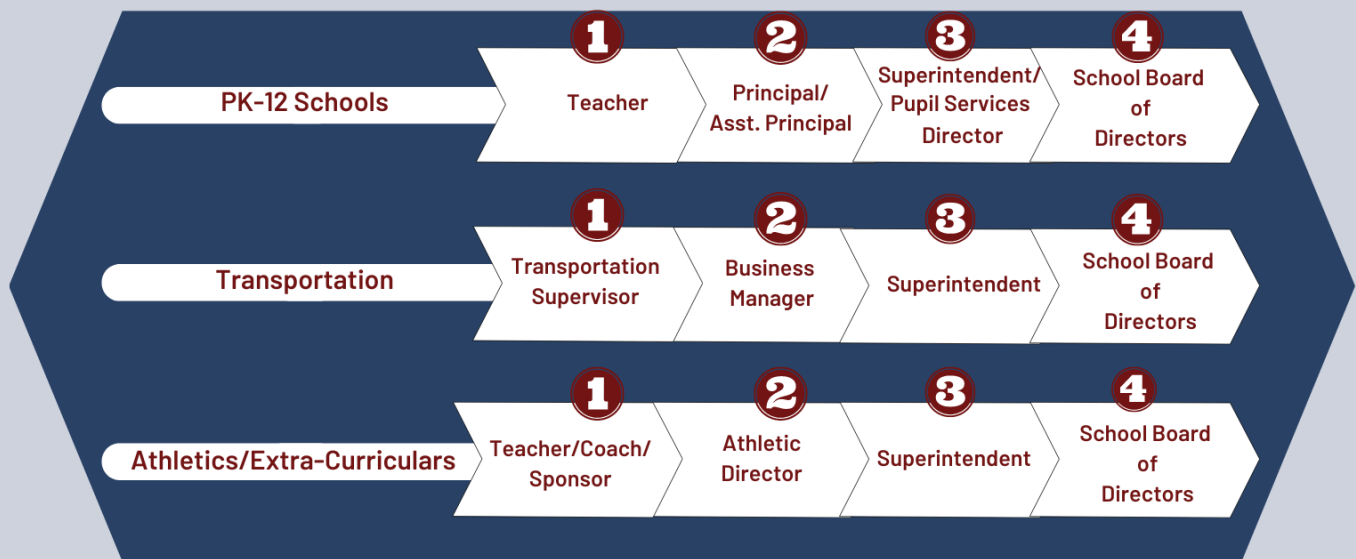 1
2
3
4
PK-12 Schools
Teacher
Principal/
Asst. Principal
Superintendent/
Pupil Services
Director
School Board
of
Directors
1
2
3
4
Transportation
Transportation
Supervisor
Business
Manager
Superintendent
School Board
of
Directors
1
2
3
4
Athletics/Extra-Curriculars
Teacher/Coach/
Sponsor
Athletic
Director
Superintendent
School Board
of
Directors